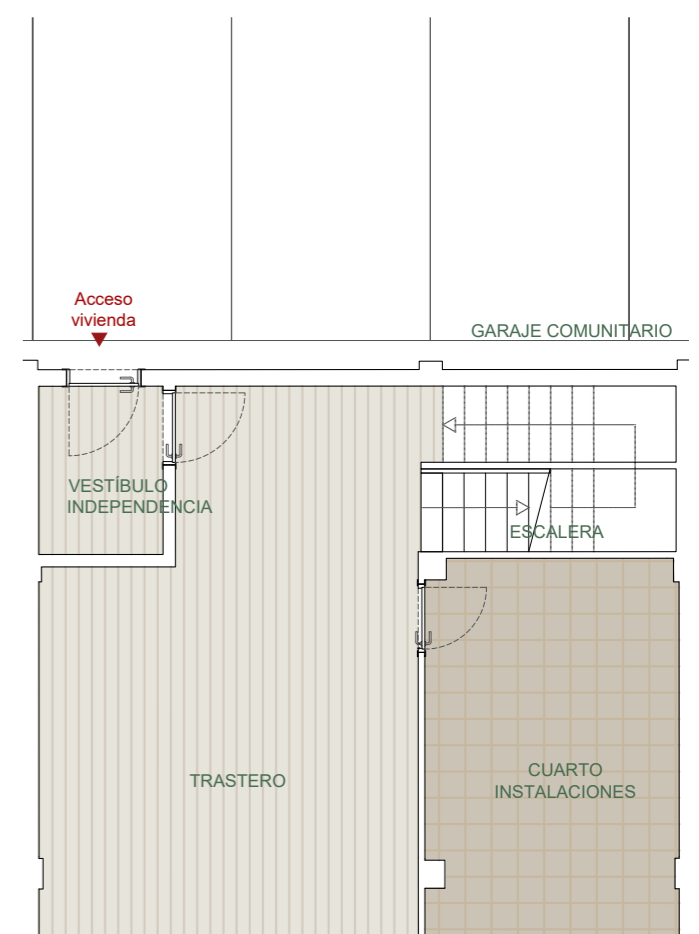 Acceso
vivienda
GARAJE COMUNITARIO
VESTÍBULO
INDEPENDENCIA
ESCALERA
TRASTERO
CUARTO
INSTALACIONES